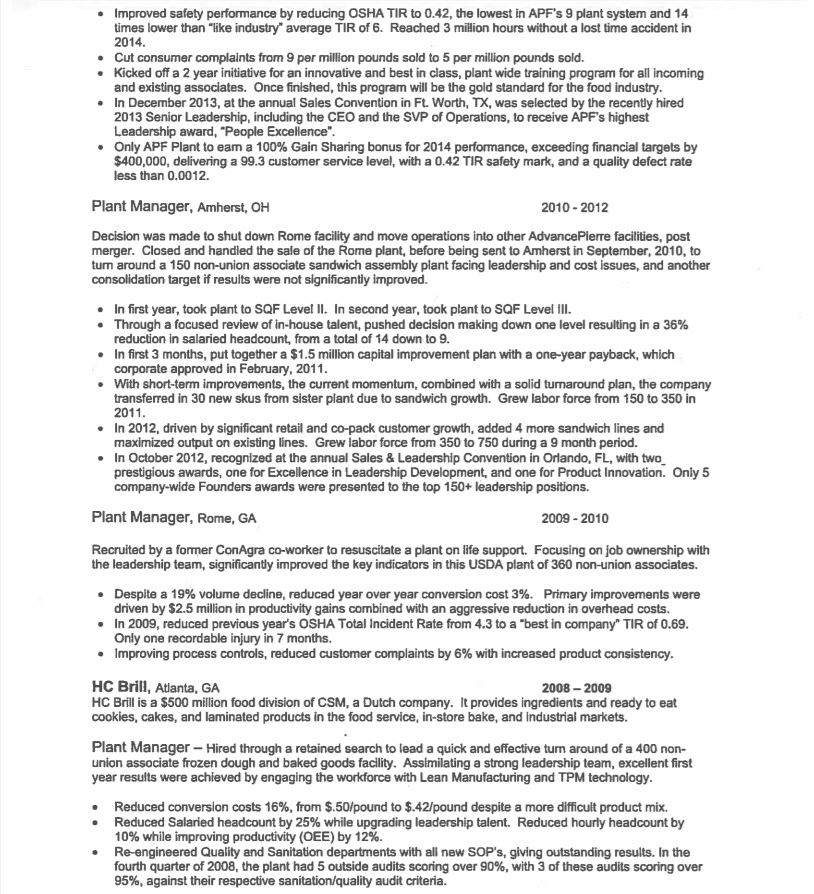 • Improved safety performance by reducing OSHA TIR to 0.42, the lowest in APF's 9 plant system and 14
times lower than "like industry" average TIR of 6. Reached 3 million hours without a lost time accident in
2014.
• Cut consumer complaints from 9 per million pounds sold to 5 per million pounds sold.
• Kicked off a 2 year initiative for an innovative and best in class, plant wide training program for all incoming
and existing associates. Once finished, this program will be the gold standard for the food industry.
• In December 2013, at the annual Sales Convention in Ft. Worth, TX, was selected by the recently hired
2013 Senior Leadership, including the CEO and the SVP of Operations, to receive APF's highest
Leadership award, "People Excellence".
• Only APF Plant to earn a 100% Gain Sharing bonus for 2014 performance, exceeding financial targets by
$400,000, delivering a 99.3 customer service level, with a 0.42 TIR safety mark, and a quality defect rate
less than 0.0012.
Plant Manager, Amherst, OH 2010 - 2012
Decision was made to shut down Rome facility and move operations into other AdvancePierre facilities, post
merger. Closed and handled the sale of the Rome plant, before being sent to Amherst in September, 2010, to
turn around a 150 non-union associate sandwich assembly plant facing leadership and cost issues, and another
consolidation target if results were not significantly improved.
• In first year, took plant to SQF Level II. In second year, took plant to SQF Level III.
• Through a focused review of in-house talent, pushed decision making down one level resulting in a 36%
reduction in salaried headcount, from a total of 14 down to 9.
• In first 3 months, put together a $1.5 million capital improvement plan with a one-year payback, which
corporate approved in February, 2011.
• With short-term improvements, the current momentum, combined with a solid turnaround plan, the company
transferred in 30 new skus from sister plant due to sandwich growth. Grew labor force from 150 to 350 in
2011.
• In 2012, driven by significant retail and co-pack customer growth, added 4 more sandwich lines and
maximized output on existing lines. Grew labor force from 350 to 750 during a 9 month period.
• In October 2012, recognized at the annual Sales & Leadership Convention in Orlando, FL, with two
prestigious awards, one for Excellence in Leadership Development, and one for Product Innovation. Only 5
company-wide Founders awards were presented to the top 150+ leadership positions.
Plant Manager, Rome, GA 2009 - 2010
Recruited by a former ConAgra co-worker to resuscitate a plant on life support. Focusing on job ownership with
the leadership team, significantly improved the key indicators in this USDA plant of 360 non-union associates.
• Despite a 19% volume decline, reduced year over year conversion cost 3%. Primary improvements were
driven by $2.5 million in productivity gains combined with an aggressive reduction in overhead costs.
• In 2009, reduced previous year's OSHA Total Incident Rate from 4.3 to a "best in company" TIR of 0.69.
Only one recordable injury in 7 months.
• Improving process controls, reduced customer complaints by 6% with increased product consistency.
HC Brill, Atlanta, GA 2008 – 2009
HC Brill is a $500 million food division of CSM, a Dutch company. It provides ingredients and ready to eat
cookies, cakes, and laminated products in the food service, in-store bake, and industrial markets.
Plant Manager – Hired through a retained search to lead a quick and effective turn around of a 400 non-
union associate frozen dough and baked goods facility. Assimilating a strong leadership team, excellent first
year results were achieved by engaging the workforce with Lean Manufacturing and TPM technology.
• Reduced conversion costs 16%, from $.50/pound to $.42/pound despite a more difficult product mix.
• Reduced Salaried headcount by 25% while upgrading leadership talent. Reduced hourly headcount by
10% while improving productivity (OEE) by 12%.
• Re-engineered Quality and Sanitation departments with all new SOP's, giving outstanding results. In the
fourth quarter of 2008, the plant had 5 outside audits scoring over 90%, with 3 of these audits scoring over
95%, against their respective sanitation/quality audit criteria.